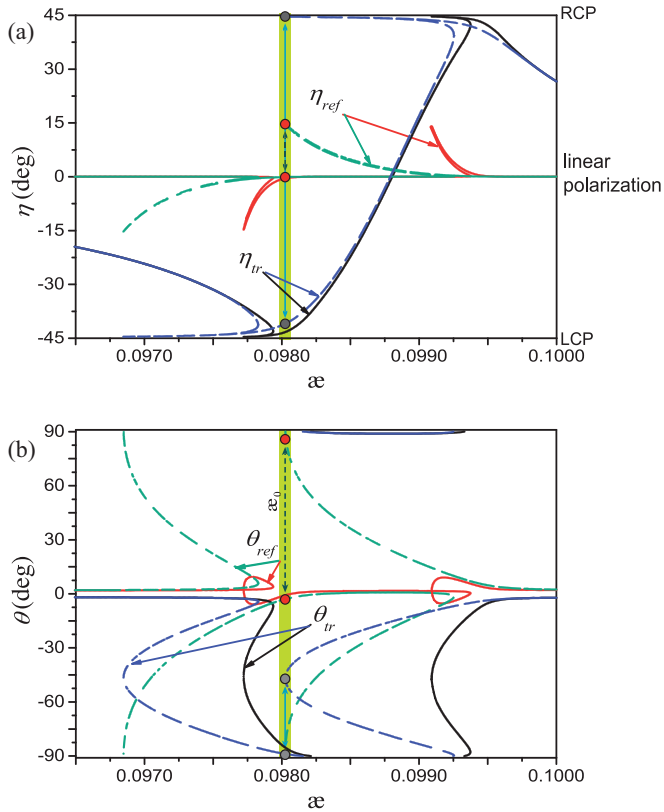 (a)
45
30
15
0
-15
-30
-45
η (deg)
RCP
linear
polarization
LCP
η_ref
η_tr
0.0970
0.0980
0.0990
0.1000
æ
(b)
90
60
30
0
-30
-60
-90
θ (deg)
æ_0
θ_ref
θ_tr
0.0970
0.0980
0.0990
0.1000
æ